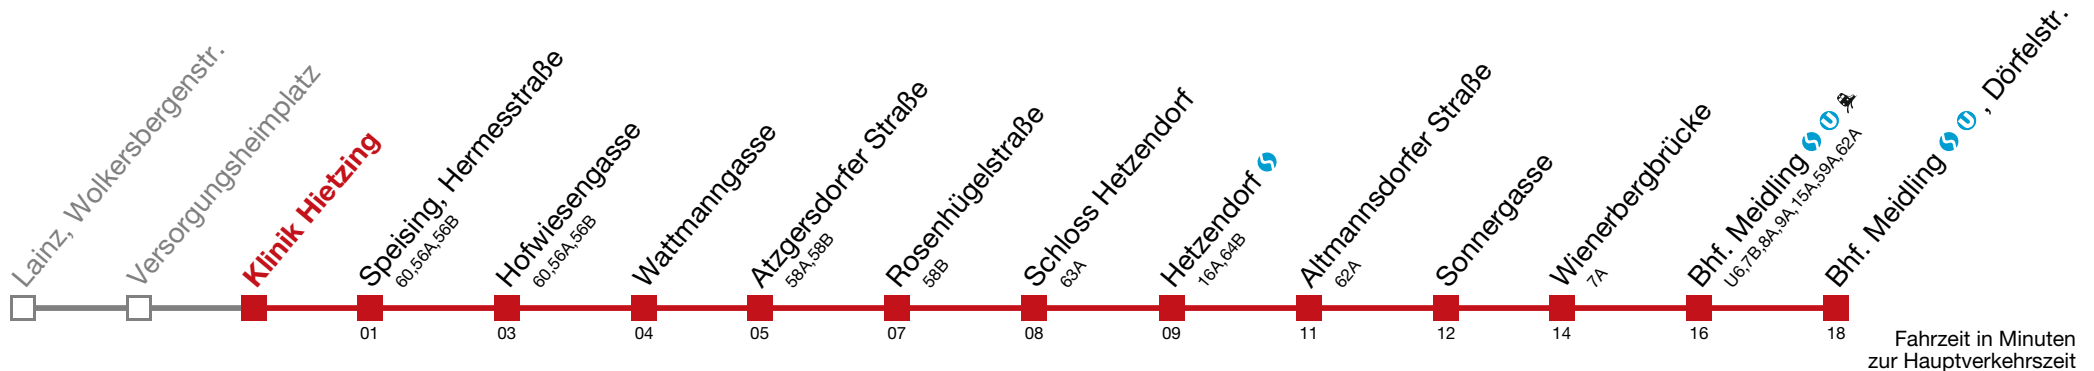 Lainz, Wolkersbergenstr.
Versorgungsheimplatz
Klinik Hietzing
Speising, Hermesstraße
60,56A,56B
01
Hofwiesengasse
60,56A,56B
03
Wattmanngasse
04
Atzgersdorfer Straße
58A,58B
05
Rosenhügelstraße
58B
07
Schloss Hetzendorf
63A
08
Hetzendorf S
16A,64B
09
Altmannsdorfer Straße
62A
11
Sonnergasse
12
Wienerbergbrücke
7A
14
Bhf. Meidling S U
U6,7B,8A,9A,15A,59A,62A
16
Bhf. Meidling S U , Dörfelstr.
18
Fahrzeit in Minuten
zur Hauptverkehrszeit